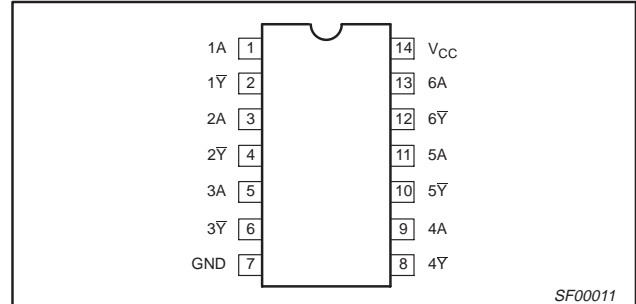 1A 1 14 V_CC
1Y̅ 2 13 6A
2A 3 12 6Y̅
2Y̅ 4 11 5A
3A 5 10 5Y̅
3Y̅ 6 9 4A
GND 7 8 4Y̅
SF00011